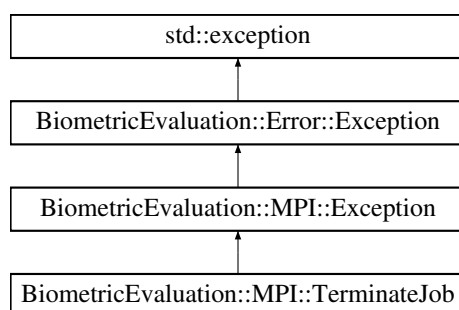 std::exception
BiometricEvaluation::Error::Exception
BiometricEvaluation::MPI::Exception
BiometricEvaluation::MPI::TerminateJob